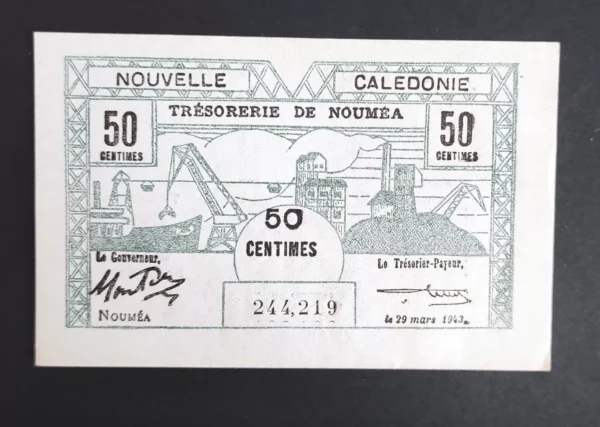 NOUVELLE CALEDONIE
TRÉSORERIE DE NOUMÉA
50 CENTIMES
50 CENTIMES
50
CENTIMES
Le Gouverneur,
Le Trésorier-Payeur,
244,219
NOUMÉA
le 29 mars 1943